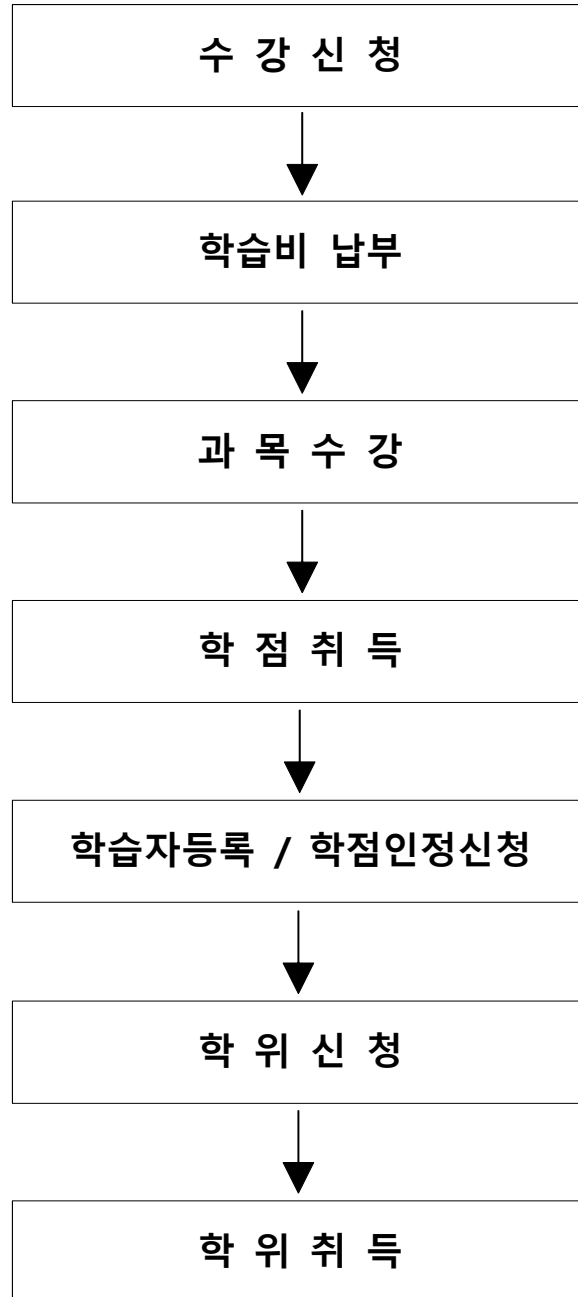 수 강 신 청
학습비 납부
과 목 수 강
학 점 취 득
학습자등록 / 학점인정신청
학 위 신 청
학 위 취 득